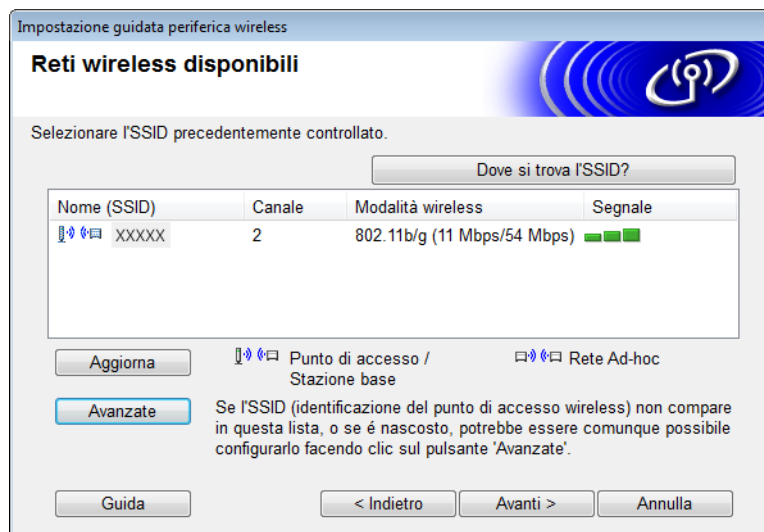 Impostazione guidata periferica wireless
Reti wireless disponibili
Selezionare l'SSID precedentemente controllato.
Dove si trova l'SSID?
Nome (SSID) Canale Modalità wireless Segnale
XXXXX 2 802.11b/g (11 Mbps/54 Mbps)
Aggiorna
Punto di accesso /
Stazione base
Rete Ad-hoc
Avanzate
Se l'SSID (identificazione del punto di accesso wireless) non compare
in questa lista, o se é nascosto, potrebbe essere comunque possibile
configurarlo facendo clic sul pulsante 'Avanzate'.
Guida < Indietro Avanti > Annulla